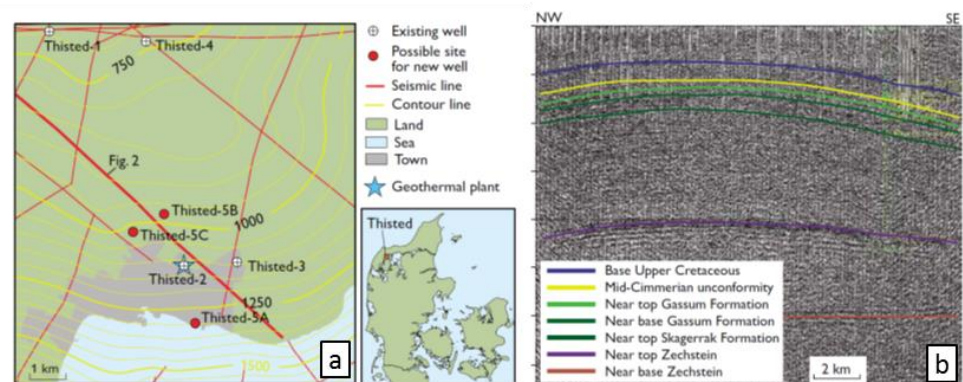 Thisted-1
Thisted-4
750
Fig. 2
Thisted-5B
1000
Thisted-5C
Thisted-3
Thisted-2
1250
Thisted-5A
1500
1 km
a
Existing well
Possible site
for new well
Seismic line
Contour line
Land
Sea
Town
Geothermal plant
Thisted
NW
SE
Base Upper Cretaceous
Mid-Cimmerian unconformity
Near top Gassum Formation
Near base Gassum Formation
Near top Skagerrak Formation
Near top Zechstein
Near base Zechstein
2 km
b